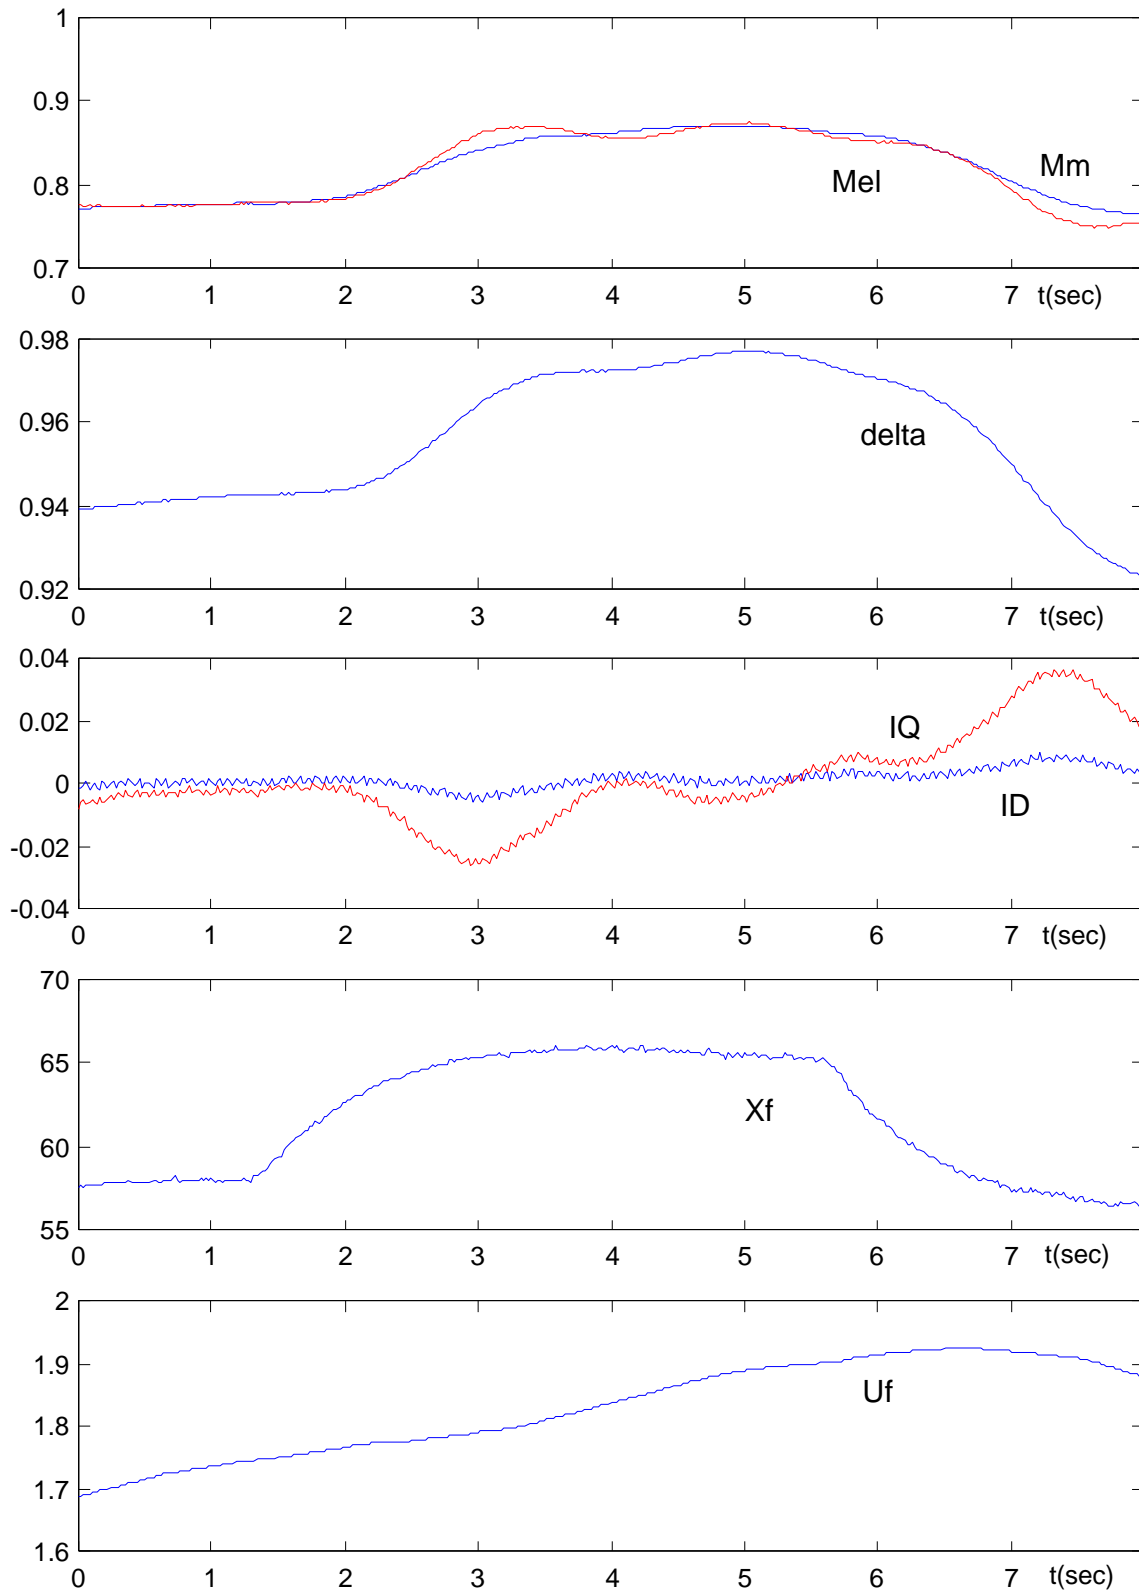 1
0.9
0.8
0.7
Mel
Mm
0 1 2 3 4 5 6 7 t(sec)
0.98
0.96
0.94
0.92
delta
0 1 2 3 4 5 6 7 t(sec)
0.04
0.02
0
-0.02
-0.04
IQ
ID
0 1 2 3 4 5 6 7 t(sec)
70
65
60
55
Xf
0 1 2 3 4 5 6 7 t(sec)
2
1.9
1.8
1.7
1.6
Uf
0 1 2 3 4 5 6 7 t(sec)